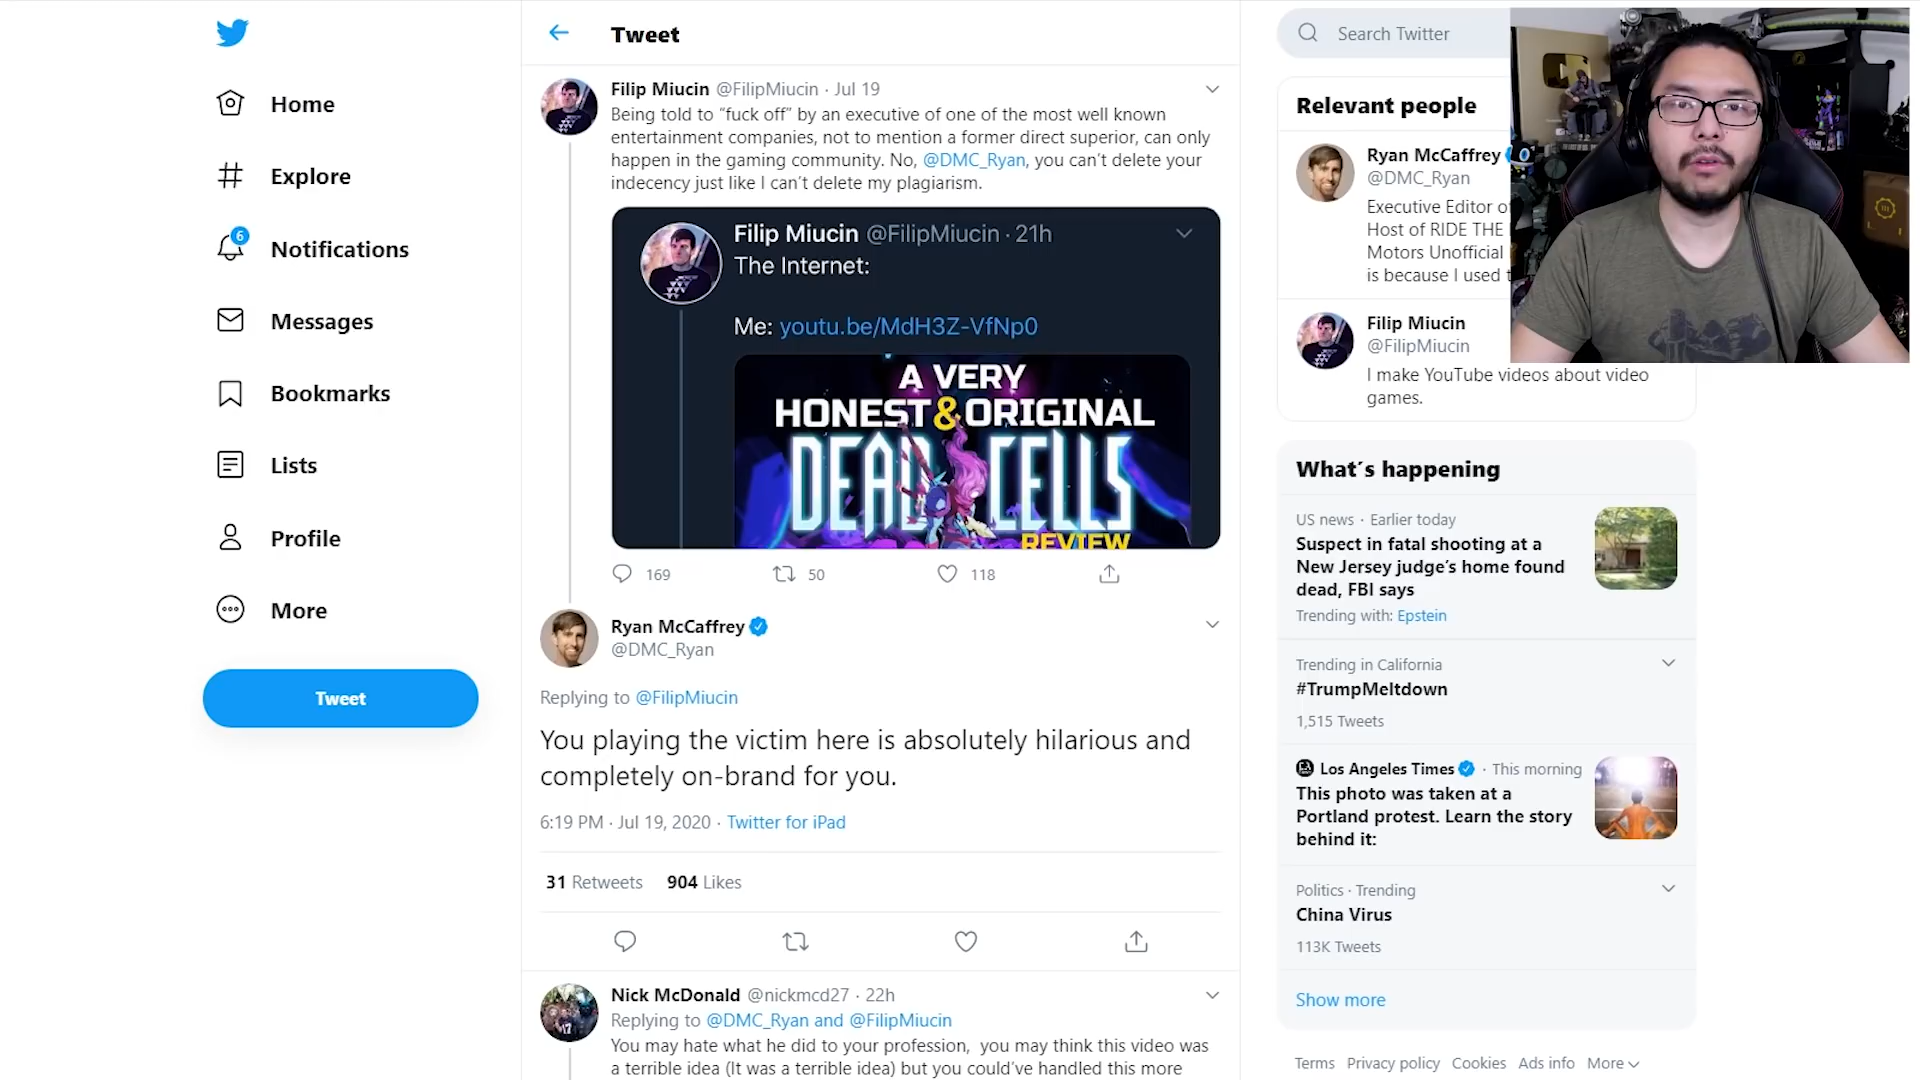 Home
Explore
6
Notifications
Messages
Bookmarks
Lists
Profile
More
Tweet
Tweet
Filip Miucin @FilipMiucin · Jul 19
Being told to “fuck off” by an executive of one of the most well known
entertainment companies, not to mention a former direct superior, can only
happen in the gaming community. No, @DMC_Ryan, you can’t delete your
indecency just like I can’t delete my plagiarism.
Filip Miucin @FilipMiucin · 21h
The Internet:
Me: youtu.be/MdH3Z-VfNp0
A VERY
HONEST & ORIGINAL
DEAD CELLS
REVIEW
169 50 118
Ryan McCaffrey
@DMC_Ryan
Replying to @FilipMiucin
You playing the victim here is absolutely hilarious and
completely on-brand for you.
6:19 PM · Jul 19, 2020 · Twitter for iPad
31 Retweets 904 Likes
Nick McDonald @nickmcd27 · 22h
Replying to @DMC_Ryan and @FilipMiucin
You may hate what he did to your profession, you may think this video was
a terrible idea (It was a terrible idea) but you could’ve handled this more
Search Twitter
Relevant people
Ryan McCaffrey
@DMC_Ryan
Executive Editor
Host of RIDE THE
Motors Unofficial
is because I used
Filip Miucin
@FilipMiucin
I make YouTube videos about video
games.
What’s happening
US news · Earlier today
Suspect in fatal shooting at a
New Jersey judge’s home found
dead, FBI says
Trending with: Epstein
Trending in California
#TrumpMeltdown
1,515 Tweets
Los Angeles Times · This morning
This photo was taken at a
Portland protest. Learn the story
behind it:
Politics · Trending
China Virus
113K Tweets
Show more
Terms Privacy policy Cookies Ads info More